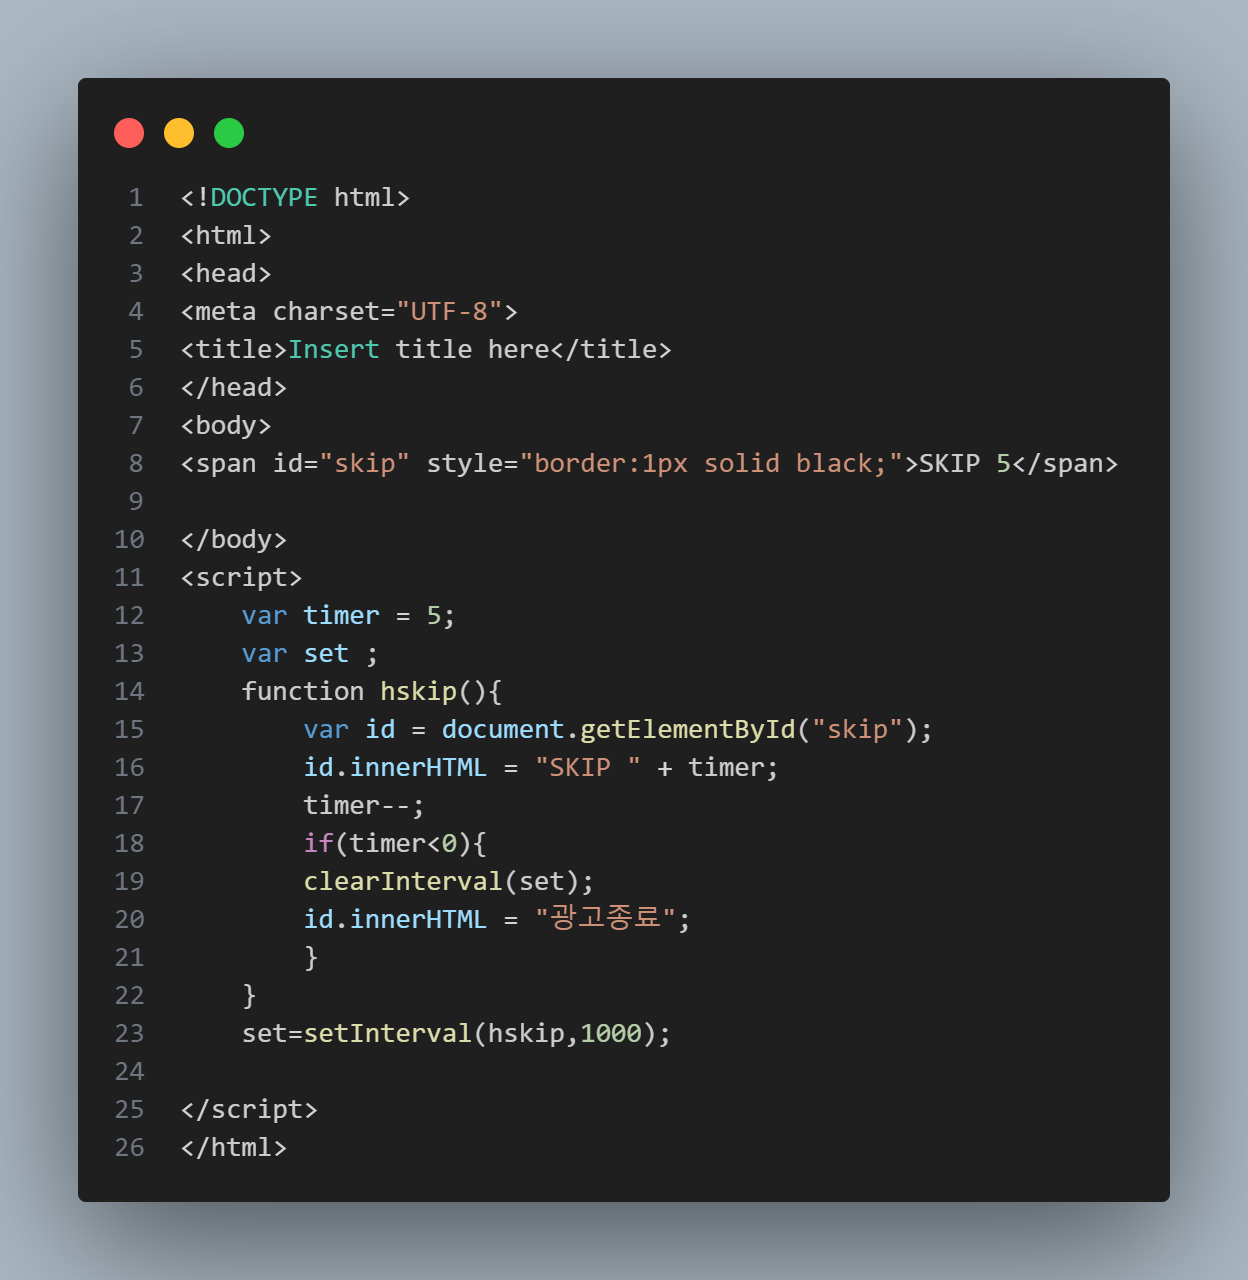 1 <!DOCTYPE html>
2 <html>
3 <head>
4 <meta charset="UTF-8">
5 <title>Insert title here</title>
6 </head>
7 <body>
8 <span id="skip" style="border:1px solid black;">SKIP 5</span>
9
10 </body>
11 <script>
12     var timer = 5;
13     var set ;
14     function hskip(){
15         var id = document.getElementById("skip");
16         id.innerHTML = "SKIP " + timer;
17         timer--;
18         if(timer<0){
19         clearInterval(set);
20         id.innerHTML = "광고종료";
21         }
22     }
23     set=setInterval(hskip,1000);
24
25 </script>
26 </html>